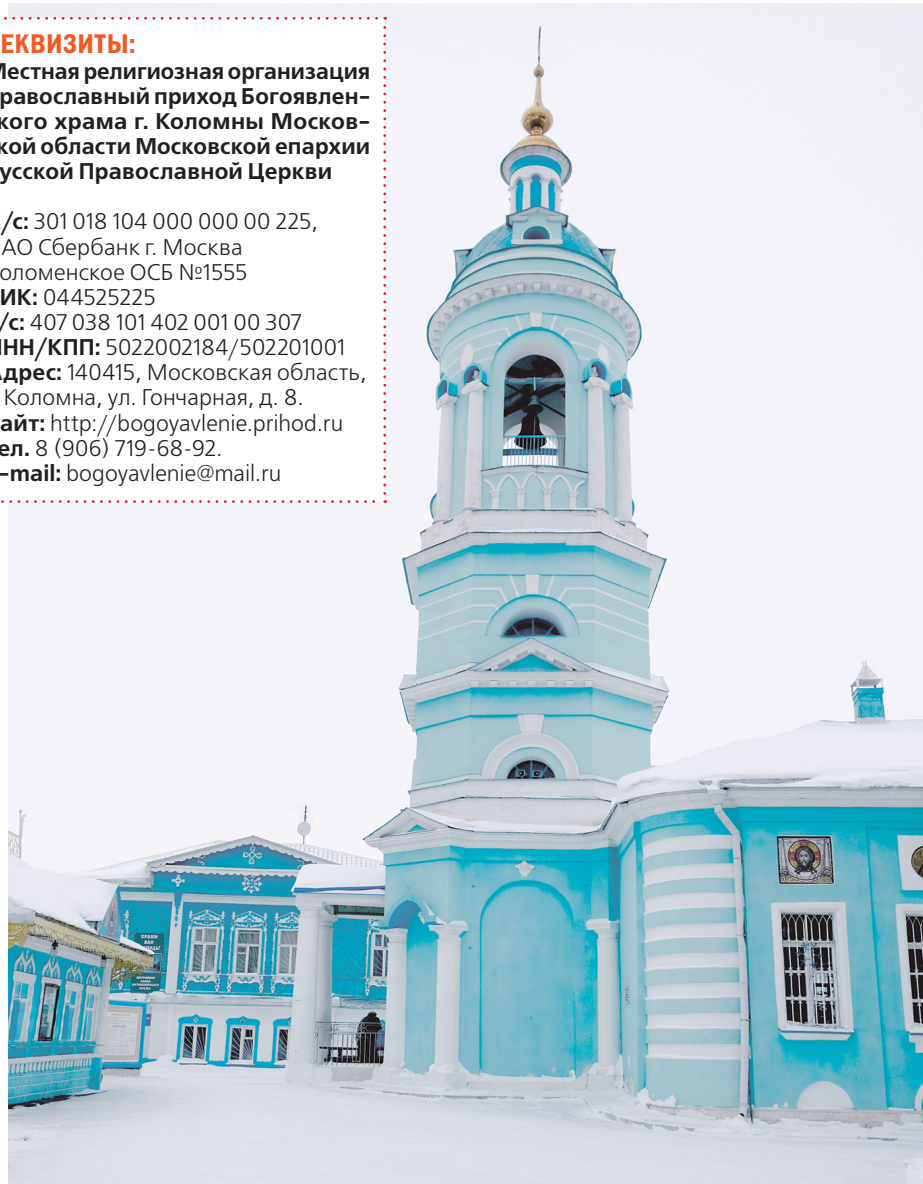 ЕКВИЗИТЫ:
Местная религиозная организация
равославный приход Богоявлен-
кого храма г. Коломны Москов-
кой области Московской епархии
усской Православной Церкви
/с: 301 018 104 000 000 00 225,
АО Сбербанк г. Москва
оломенское ОСБ №1555
ИК: 044525225
/с: 407 038 101 402 001 00 307
ИНН/КПП: 5022002184/502201001
Адрес: 140415, Московская область,
Коломна, ул. Гончарная, д. 8.
айт: http://bogoyavlenie.prihod.ru
ел. 8 (906) 719-68-92.
-mail: bogoyavlenie@mail.ru
ХРАНИ